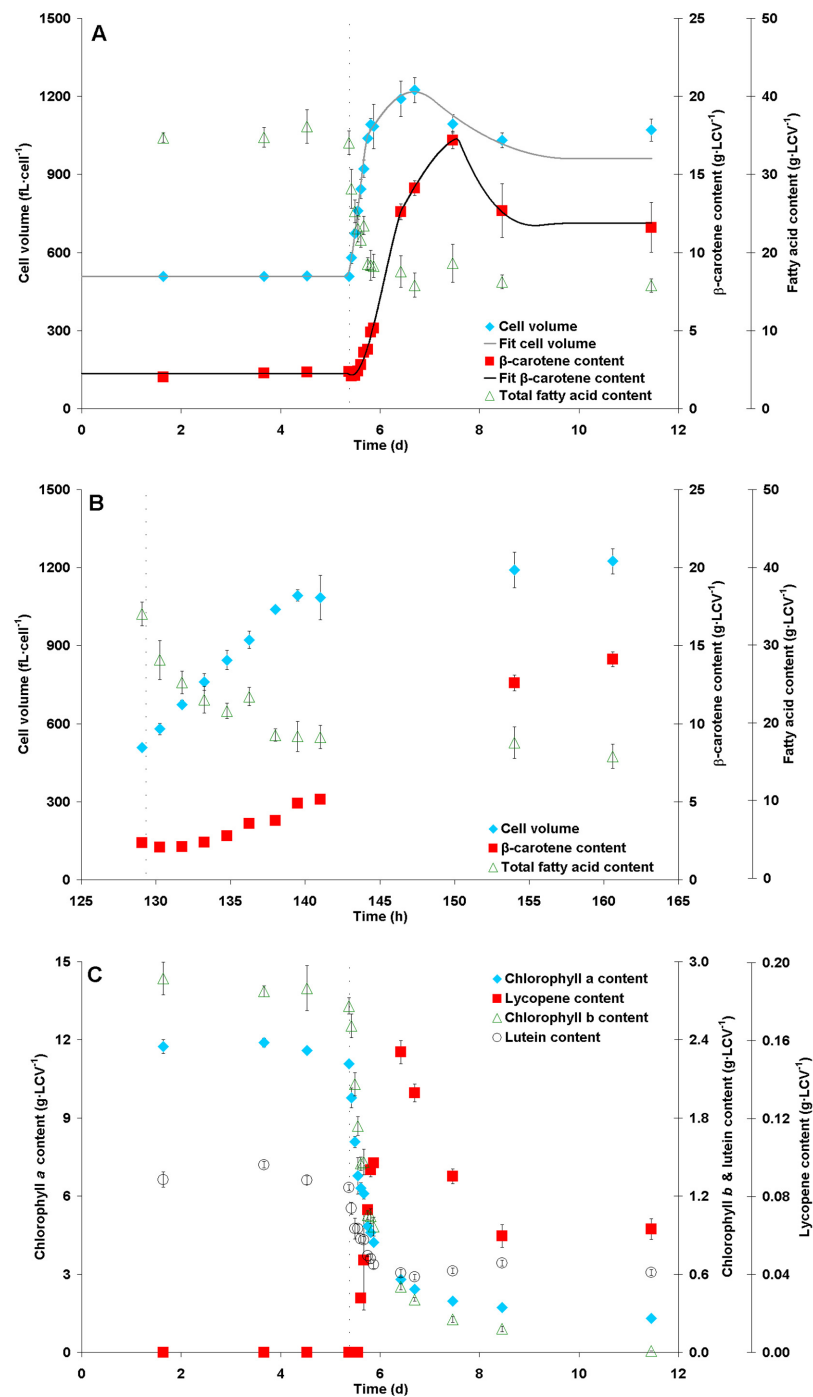 A
1500
1200
900
600
300
0
Cell volume (fL·cell⁻¹)
0
2
4
6
8
10
12
Time (d)
25
20
15
10
5
0
β-carotene content (g·LCV⁻¹)
50
40
30
20
10
0
Fatty acid content (g·LCV⁻¹)
Cell volume
Fit cell volume
β-carotene content
Fit β-carotene content
Total fatty acid content
B
1500
1200
900
600
300
0
Cell volume (fL·cell⁻¹)
125
130
135
140
145
150
155
160
165
Time (h)
25
20
15
10
5
0
β-carotene content (g·LCV⁻¹)
50
40
30
20
10
0
Fatty acid content (g·LCV⁻¹)
Cell volume
β-carotene content
Total fatty acid content
C
15
12
9
6
3
0
Chlorophyll a content (g·LCV⁻¹)
0
2
4
6
8
10
12
Time (d)
3.0
2.4
1.8
1.2
0.6
0.0
Chlorophyll b & lutein content (g·LCV⁻¹)
0.20
0.16
0.12
0.08
0.04
0.00
Lycopene content (g·LCV⁻¹)
Chlorophyll a content
Lycopene content
Chlorophyll b content
Lutein content